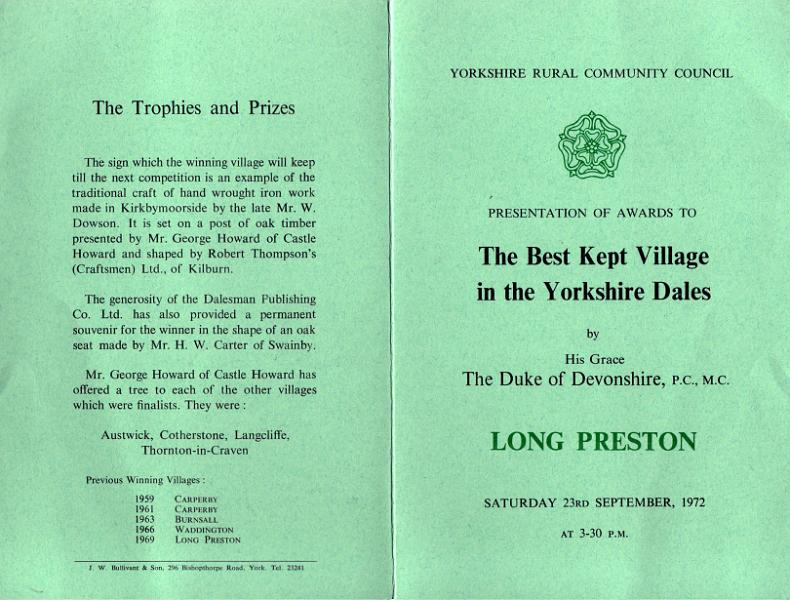 The Trophies and Prizes
The sign which the winning village will keep
till the next competition is an example of the
traditional craft of hand wrought iron work
made in Kirkbymoorside by the late Mr. W.
Dowson. It is set on a post of oak timber
presented by Mr. George Howard of Castle
Howard and shaped by Robert Thompson's
(Craftsmen) Ltd., of Kilburn.
The generosity of the Dalesman Publishing
Co. Ltd. has also provided a permanent
souvenir for the winner in the shape of an oak
seat made by Mr. H. W. Carter of Swainby.
Mr. George Howard of Castle Howard has
offered a tree to each of the other villages
which were finalists. They were :
Austwick, Cotherstone, Langcliffe,
Thornton-in-Craven
Previous Winning Villages :
1959 CARPERBY
1961 CARPERBY
1963 BURNSALL
1966 WADDINGTON
1969 LONG PRESTON
J. W. Bullivant & Son, 296 Bishopthorpe Road, York. Tel. 23241
YORKSHIRE RURAL COMMUNITY COUNCIL
PRESENTATION OF AWARDS TO
The Best Kept Village
in the Yorkshire Dales
by
His Grace
The Duke of Devonshire, P.C., M.C.
LONG PRESTON
SATURDAY 23RD SEPTEMBER, 1972
AT 3-30 P.M.